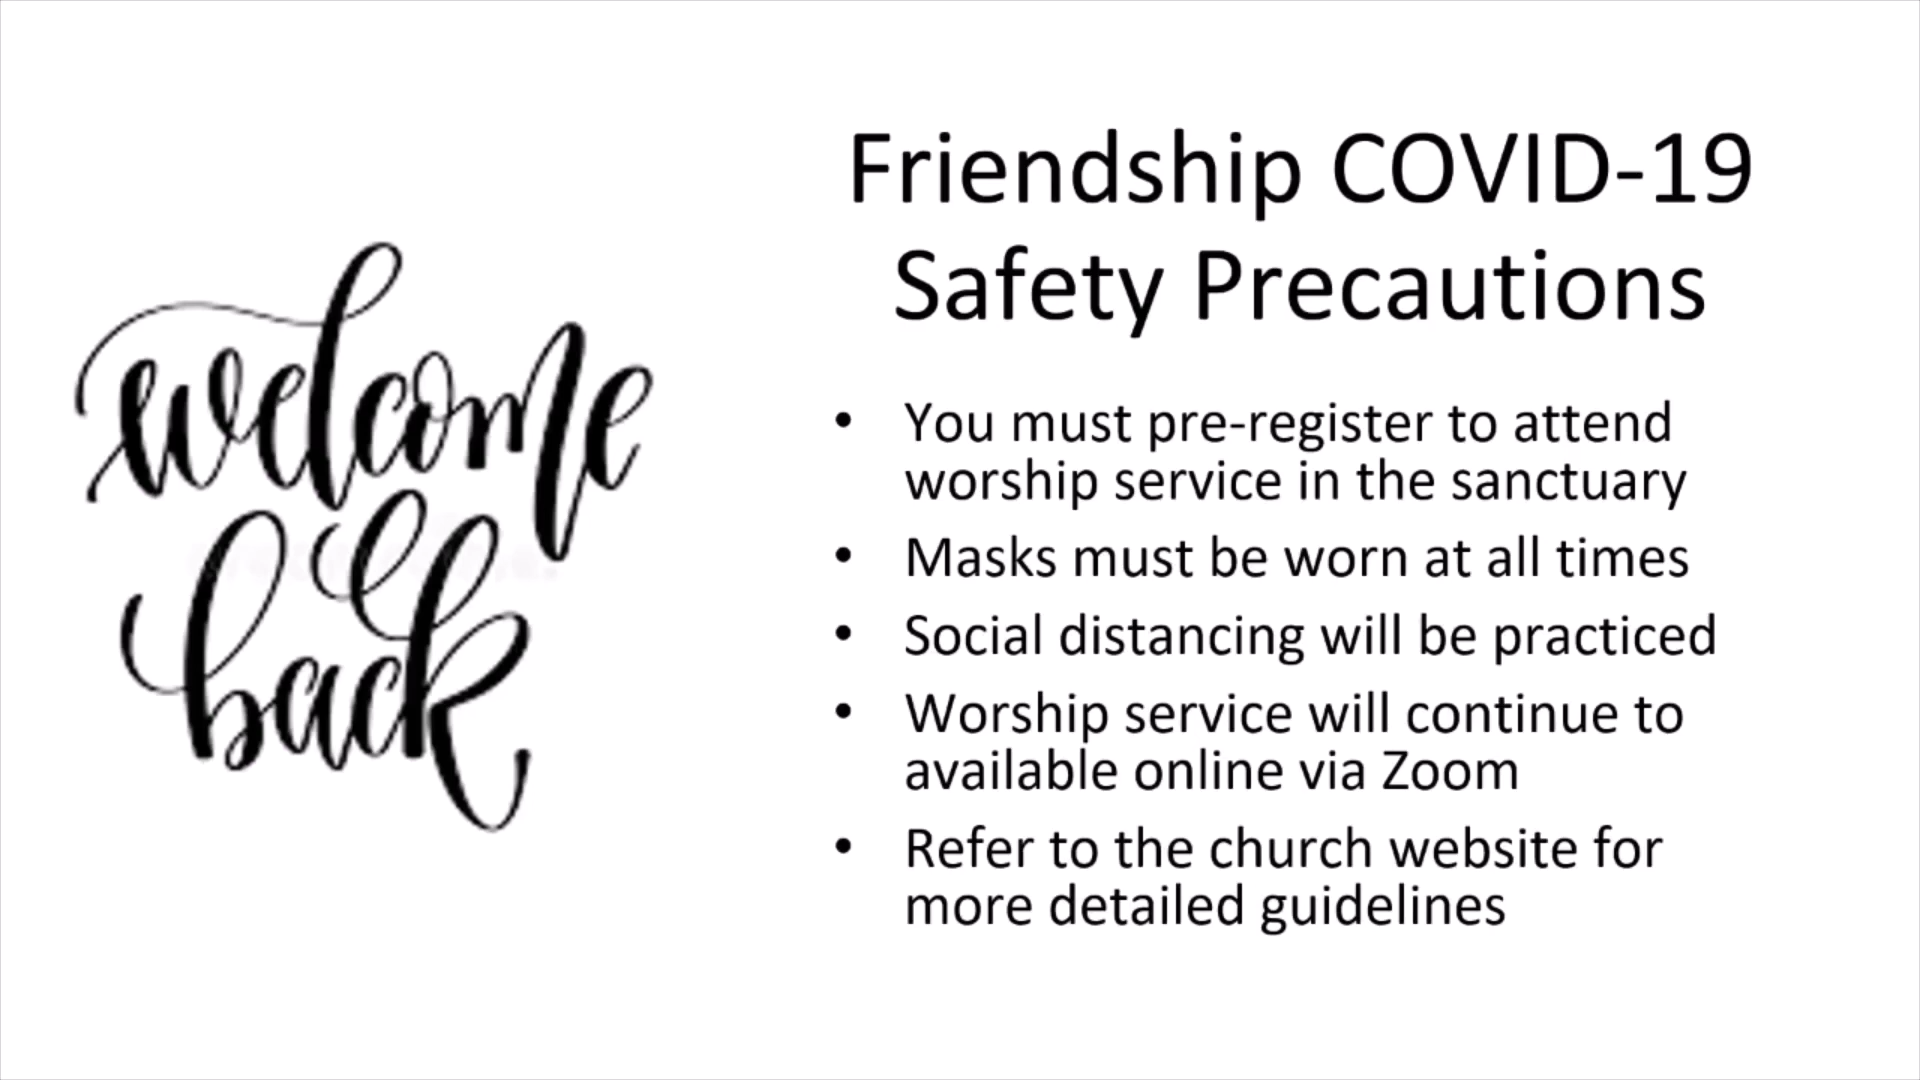 welcome
back
Friendship COVID-19
Safety Precautions
• You must pre-register to attend
worship service in the sanctuary
• Masks must be worn at all times
• Social distancing will be practiced
• Worship service will continue to
available online via Zoom
• Refer to the church website for
more detailed guidelines